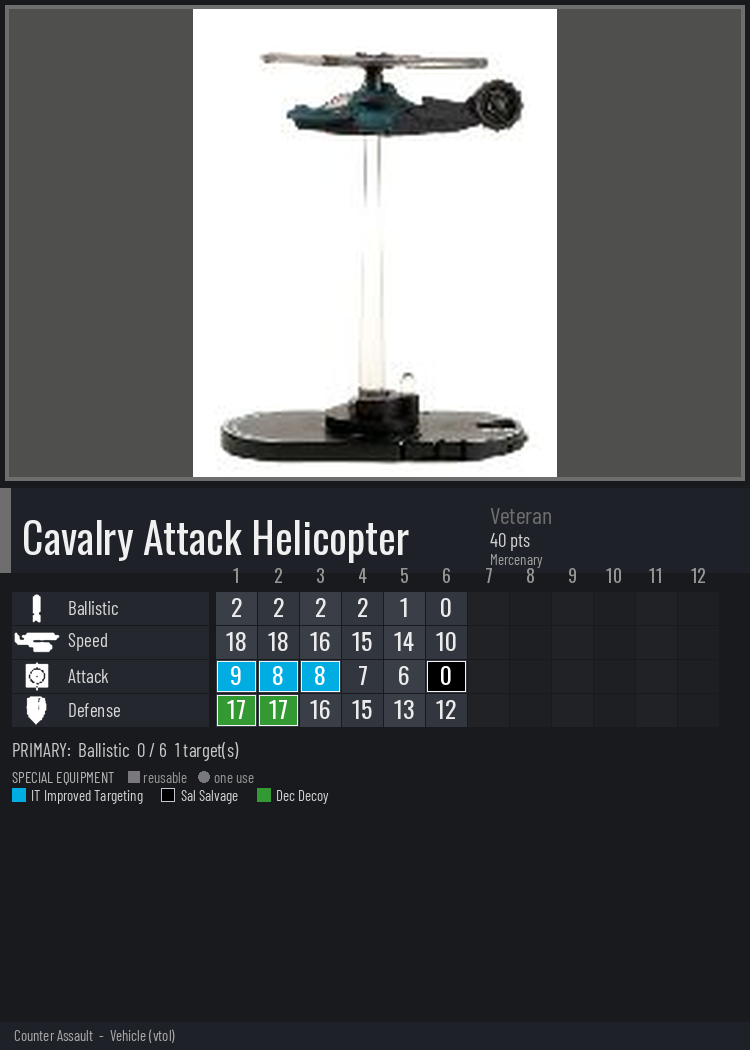 Cavalry Attack Helicopter
Veteran
40 pts
Mercenary
1 2 3 4 5 6 7 8 9 10 11 12
Ballistic 2 2 2 2 1 0
Speed 18 18 16 15 14 10
Attack 9 8 8 7 6 0
Defense 17 17 16 15 13 12
PRIMARY: Ballistic 0 / 6 1 target(s)
SPECIAL EQUIPMENT reusable one use
IT Improved Targeting Sal Salvage Dec Decoy
Counter Assault - Vehicle (vtol)